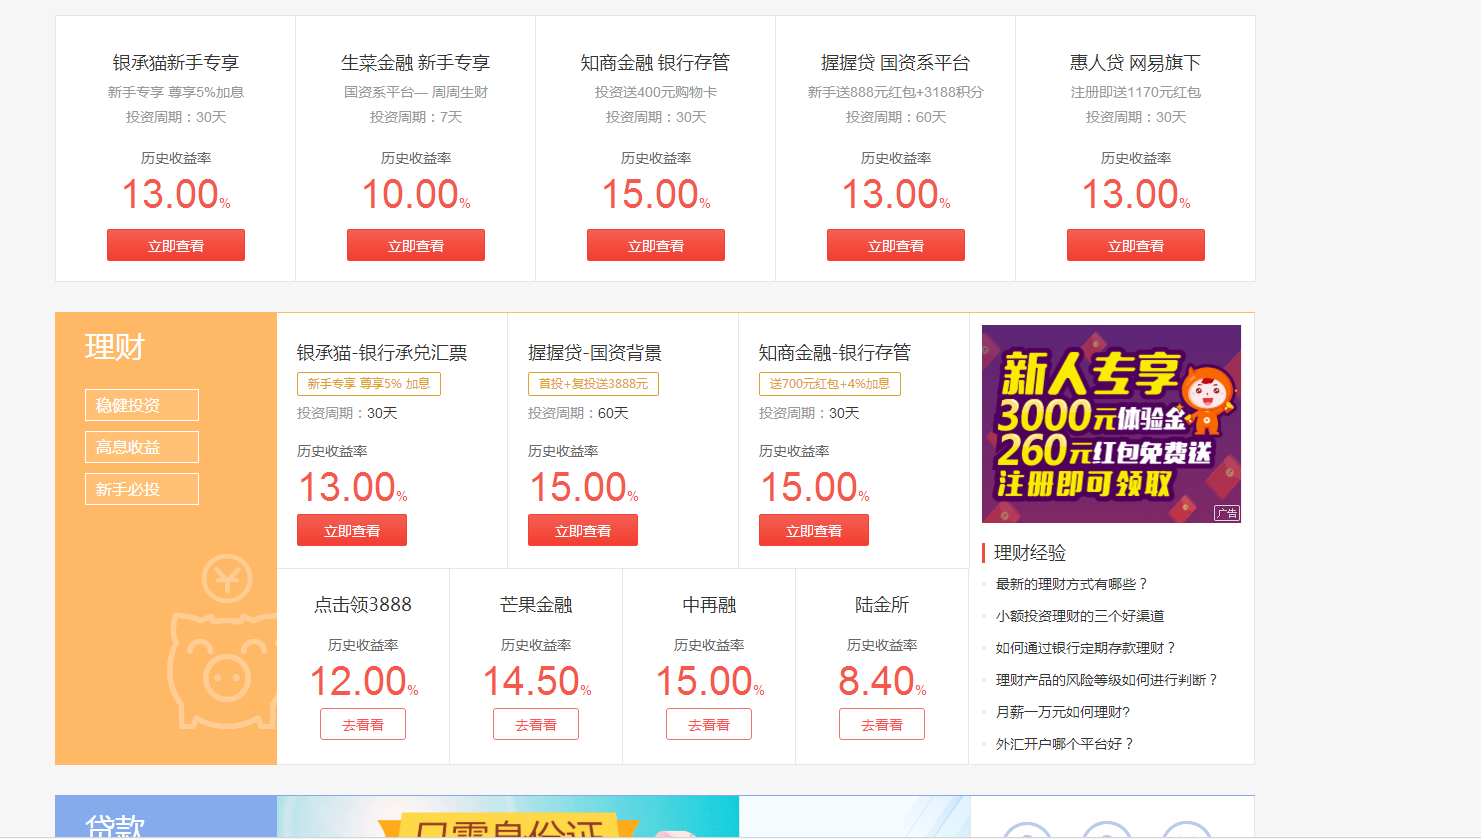 银承猫新手专享
新手专享 尊享5%加息
投资周期：30天
历史收益率
13.00%
立即查看
生菜金融 新手专享
国资系平台— 周周生财
投资周期：7天
历史收益率
10.00%
立即查看
知商金融 银行存管
投资送400元购物卡
投资周期：30天
历史收益率
15.00%
立即查看
握握贷 国资系平台
新手送888元红包+3188积分
投资周期：60天
历史收益率
13.00%
立即查看
惠人贷 网易旗下
注册即送1170元红包
投资周期：30天
历史收益率
13.00%
立即查看
理财
稳健投资
高息收益
新手必投
银承猫-银行承兑汇票
新手专享 尊享5% 加息
投资周期：30天
历史收益率
13.00%
立即查看
握握贷-国资背景
首投+复投送3888元
投资周期：60天
历史收益率
15.00%
立即查看
知商金融-银行存管
送700元红包+4%加息
投资周期：30天
历史收益率
15.00%
立即查看
点击领3888
历史收益率
12.00%
去看看
芒果金融
历史收益率
14.50%
去看看
中再融
历史收益率
15.00%
去看看
陆金所
历史收益率
8.40%
去看看
新人专享
3000元体验金
260元红包免费送
注册即可领取
广告
理财经验
最新的理财方式有哪些？
小额投资理财的三个好渠道
如何通过银行定期存款理财？
理财产品的风险等级如何进行判断？
月薪一万元如何理财?
外汇开户哪个平台好？
贷款
只需身份证